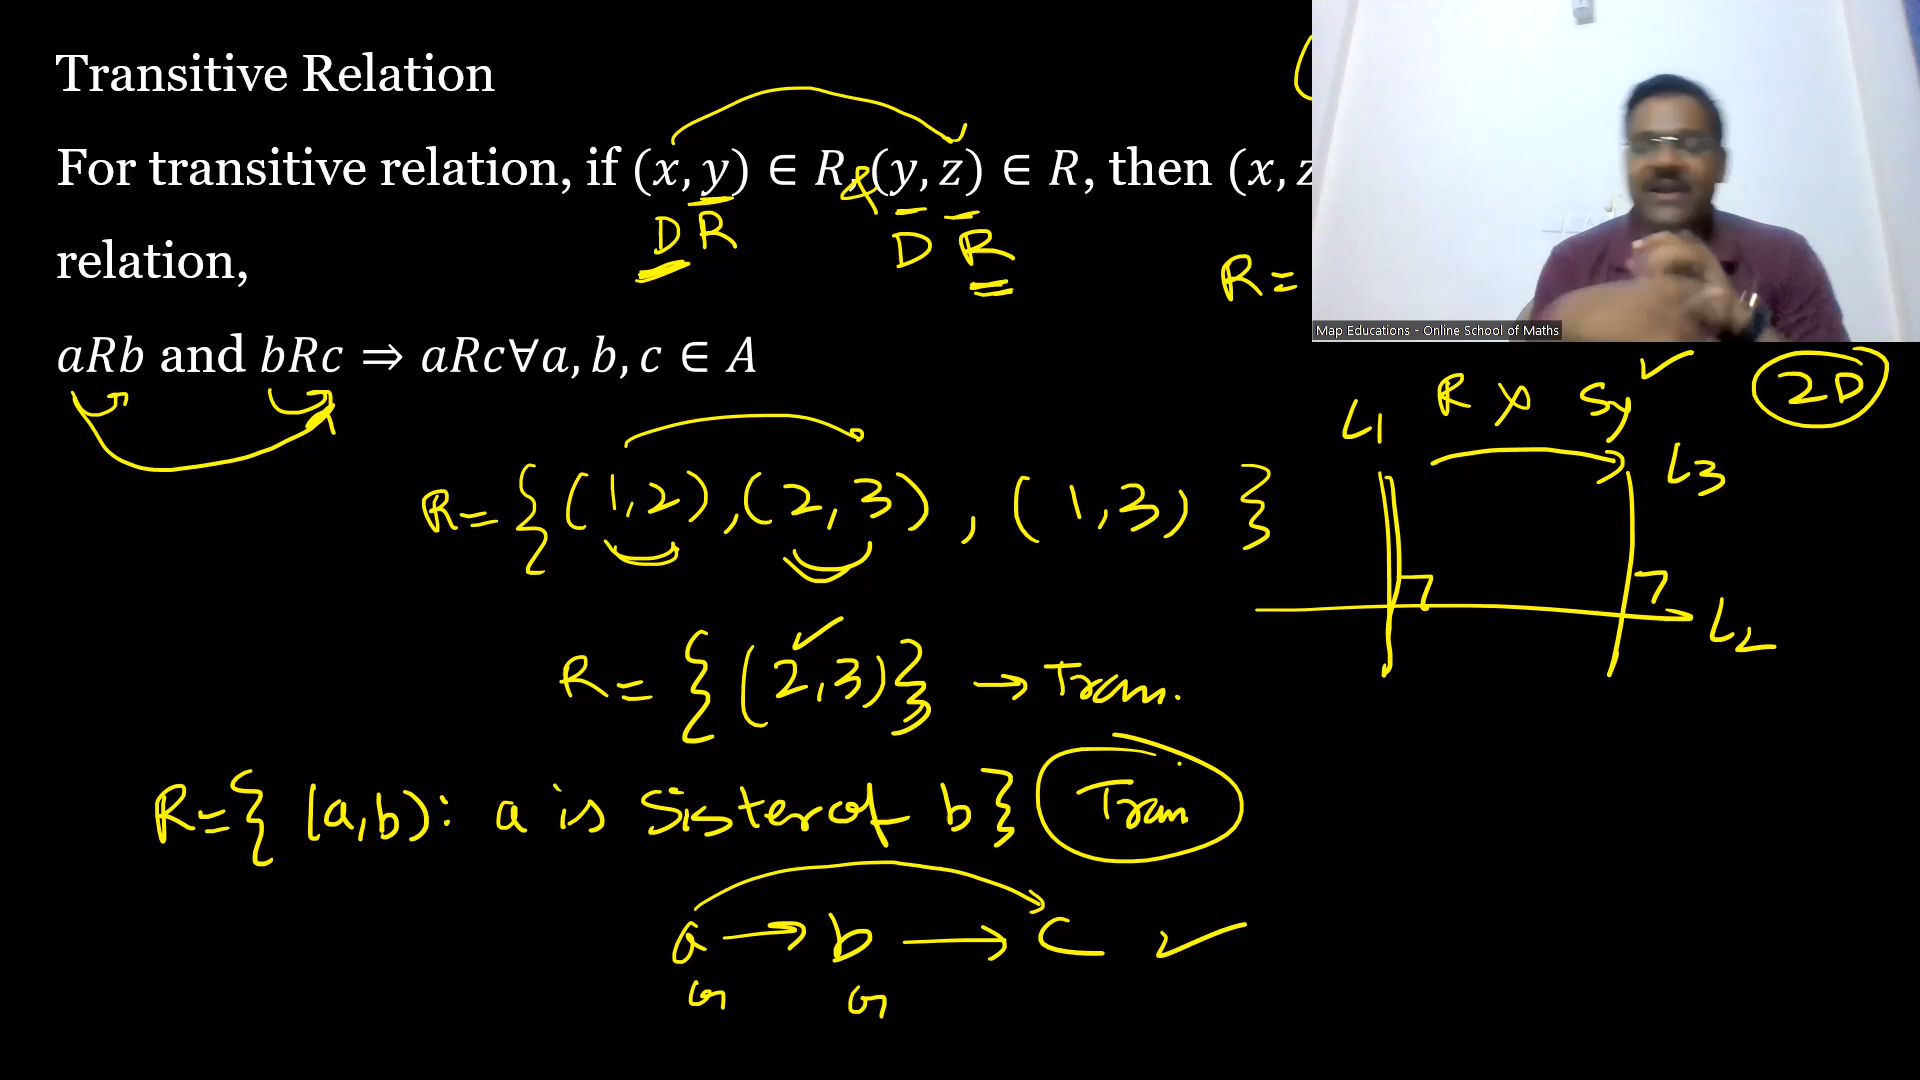 Transitive Relation
For transitive relation, if (x, y) ∈ R, & (y, z) ∈ R, then (x, z
D R D R
relation,
R =
Map Educations - Online School of Maths
aRb and bRc ⇒ aRc∀a, b, c ∈ A
R x Sy ✓ 2D
L1 L3
R = { (1,2), (2,3), (1,3) }
L2
R = { (2,3) } → Tran.
R = { (a,b): a is Sister of b } Tran
a → b → c ✓
G G